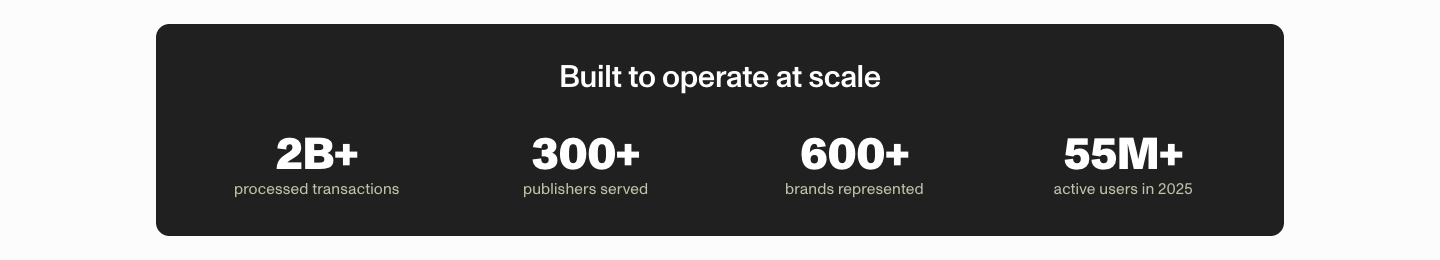 Built to operate at scale
2B+
processed transactions
300+
publishers served
600+
brands represented
55M+
active users in 2025